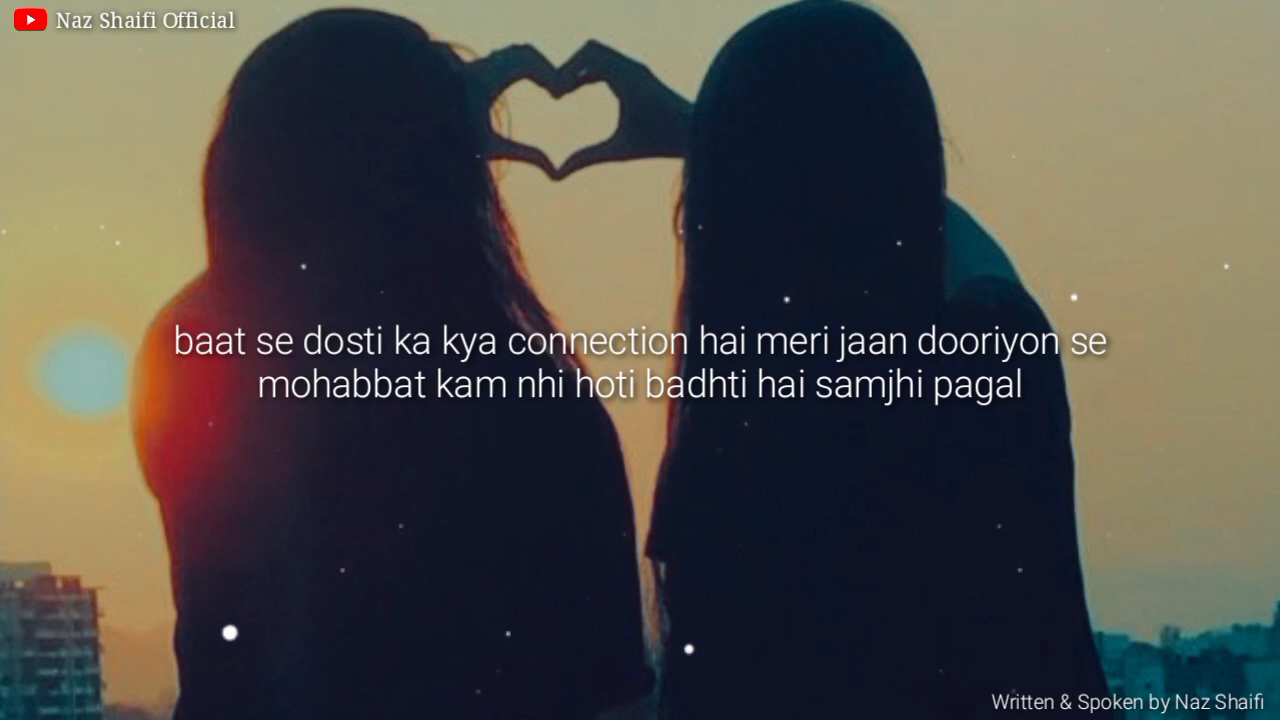 Naz Shaifi Official
baat se dosti ka kya connection hai meri jaan dooriyon se
mohabbat kam nhi hoti badhti hai samjhi pagal
Written & Spoken by Naz Shaifi